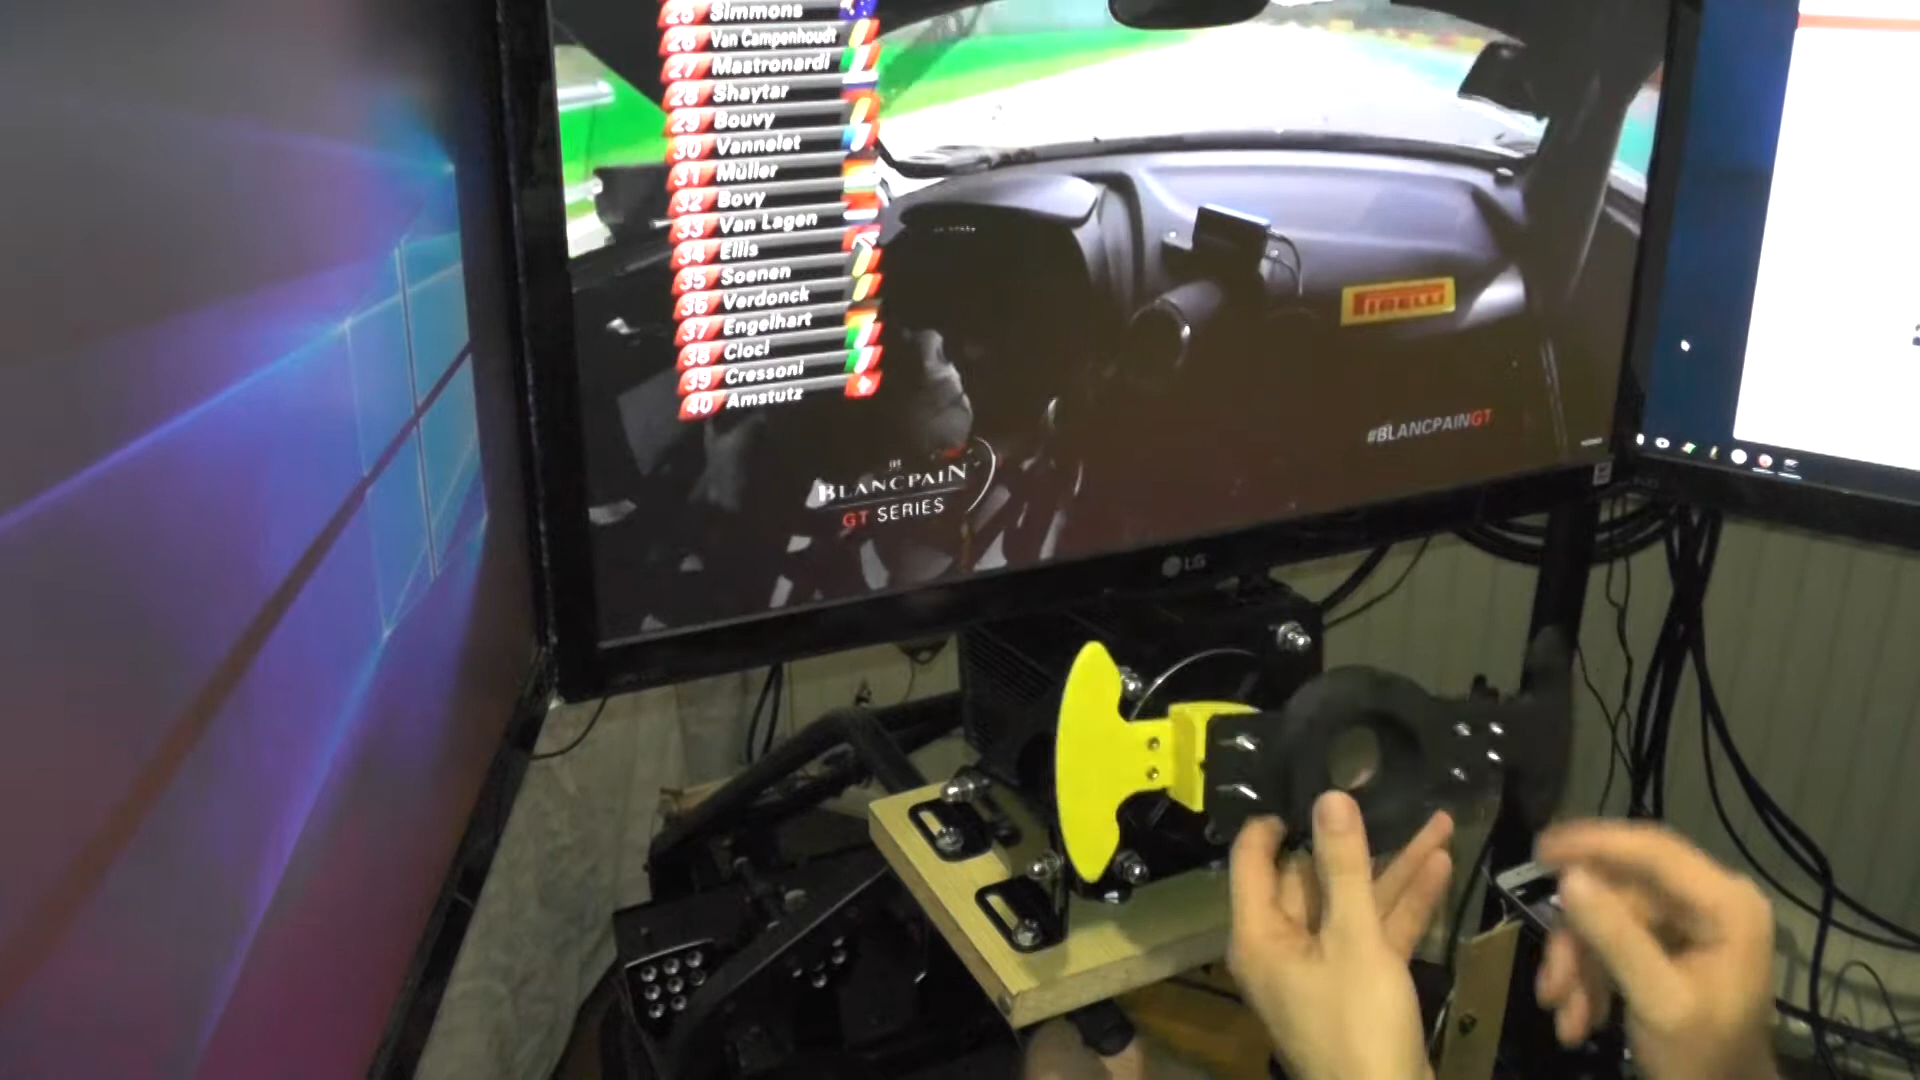 25 Simmons
26 Van Campenhoudt
27 Mastronardi
28 Shaytar
29 Bouvy
30 Vannelet
31 Müller
32 Bovy
33 Van Lagen
34 Ellis
35 Soenen
36 Verdonck
37 Engelhart
38 Cioci
39 Cressoni
40 Amstutz
PIRELLI
#BLANCPAINGT
JB
BLANCPAIN
GT SERIES
LG